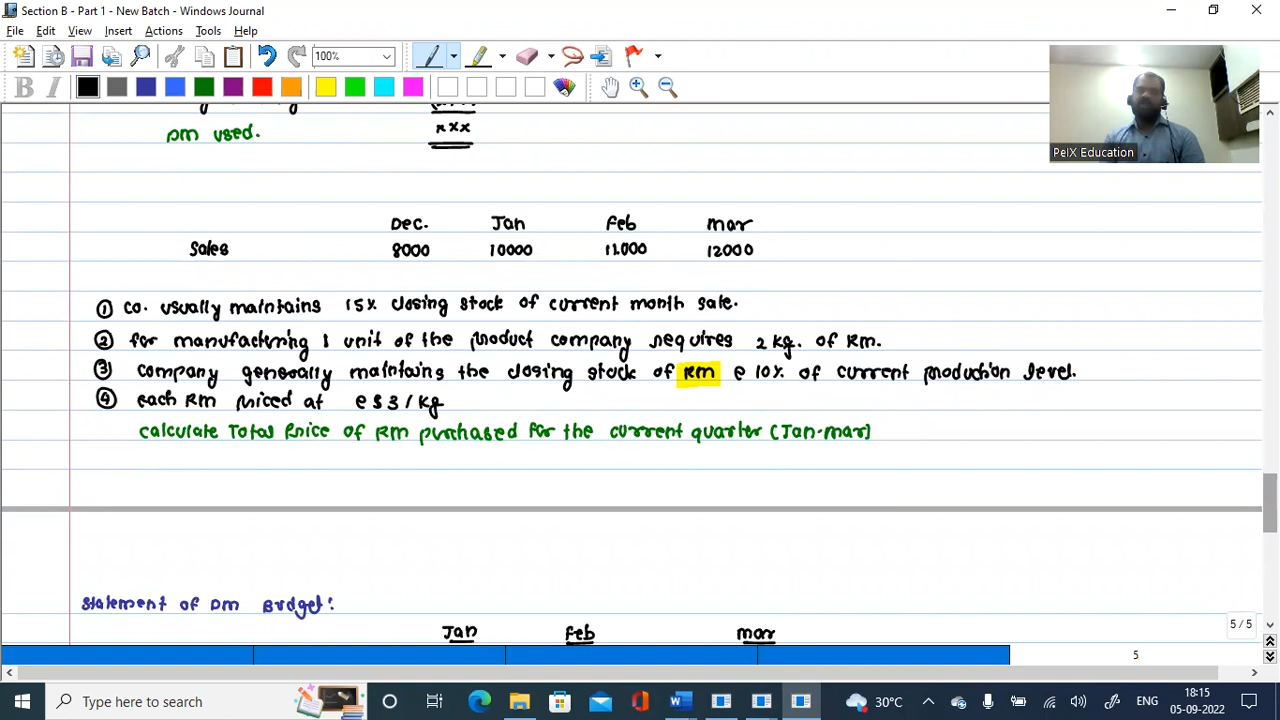 Section B - Part 1 - New Batch - Windows Journal
File Edit View Insert Actions Tools Help
100%
B I
PelX Education
DM used.
xxx
Dec. Jan Feb Mar
Sales 8000 10000 11000 12000
① Co. usually maintains 15% closing stock of current month sale.
② for manufacturing 1 unit of the product company requires 2 kg. of RM.
③ company generally maintains the closing stock of RM @ 10% of current production level.
④ each RM priced at @ $3/kg
calculate Total Price of RM purchased for the current quarter (Jan-Mar)
Statement of DM Budget:
Jan Feb Mar
5 / 5
5
Type here to search
30°C
ENG
18:15
05-09-2022